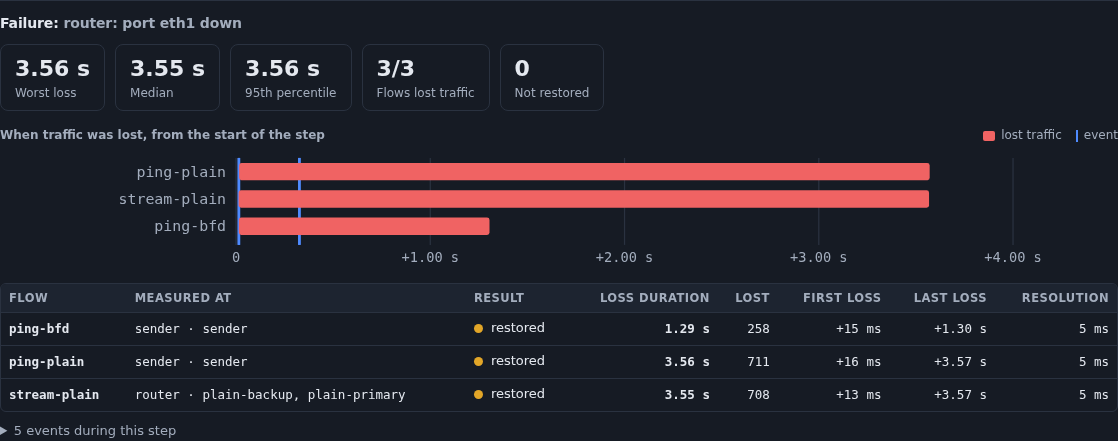 Failure: router: port eth1 down
3.56 s 3.55 s 3.56 s 3/3 0
Worst loss Median 95th percentile Flows lost traffic Not restored
When traffic was lost, from the start of the step lost traffic event
ping-plain
stream-plain
ping-bfd
0 +1.00 s +2.00 s +3.00 s +4.00 s
FLOW MEASURED AT RESULT LOSS DURATION LOST FIRST LOSS LAST LOSS RESOLUTION
ping-bfd sender · sender restored 1.29 s 258 +15 ms +1.30 s 5 ms
ping-plain sender · sender restored 3.56 s 711 +16 ms +3.57 s 5 ms
stream-plain router · plain-backup, plain-primary restored 3.55 s 708 +13 ms +3.57 s 5 ms
5 events during this step